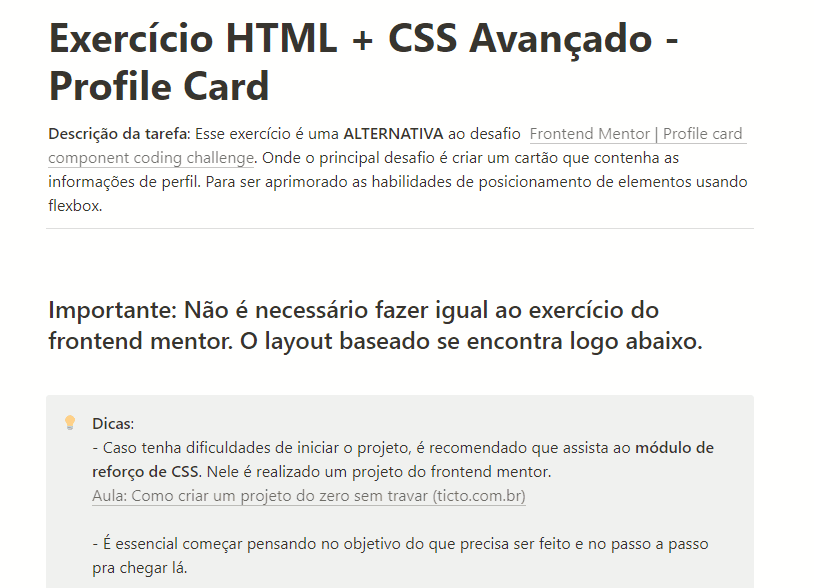 Exercício HTML + CSS Avançado -
Profile Card
Descrição da tarefa: Esse exercício é uma ALTERNATIVA ao desafio Frontend Mentor | Profile card
component coding challenge. Onde o principal desafio é criar um cartão que contenha as
informações de perfil. Para ser aprimorado as habilidades de posicionamento de elementos usando
flexbox.
Importante: Não é necessário fazer igual ao exercício do
frontend mentor. O layout baseado se encontra logo abaixo.
Dicas:
- Caso tenha dificuldades de iniciar o projeto, é recomendado que assista ao módulo de
reforço de CSS. Nele é realizado um projeto do frontend mentor.
Aula: Como criar um projeto do zero sem travar (ticto.com.br)
- É essencial começar pensando no objetivo do que precisa ser feito e no passo a passo
pra chegar lá.